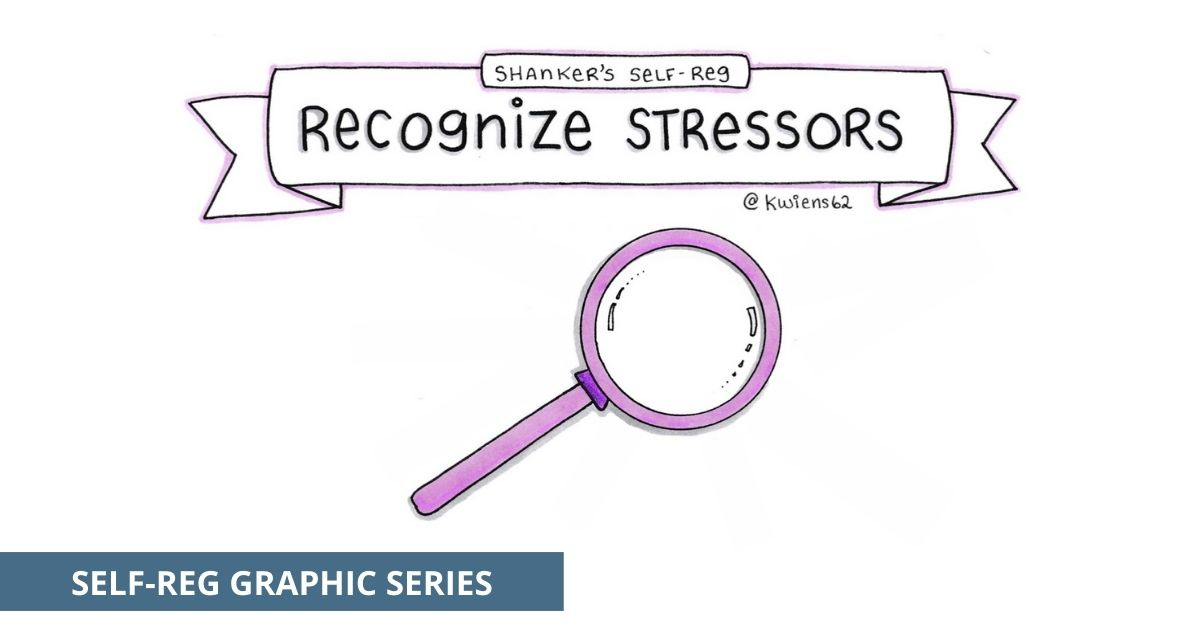 SHANKER'S SELF-Reg
Recognize STRessors
@kwiens62
SELF-REG GRAPHIC SERIES